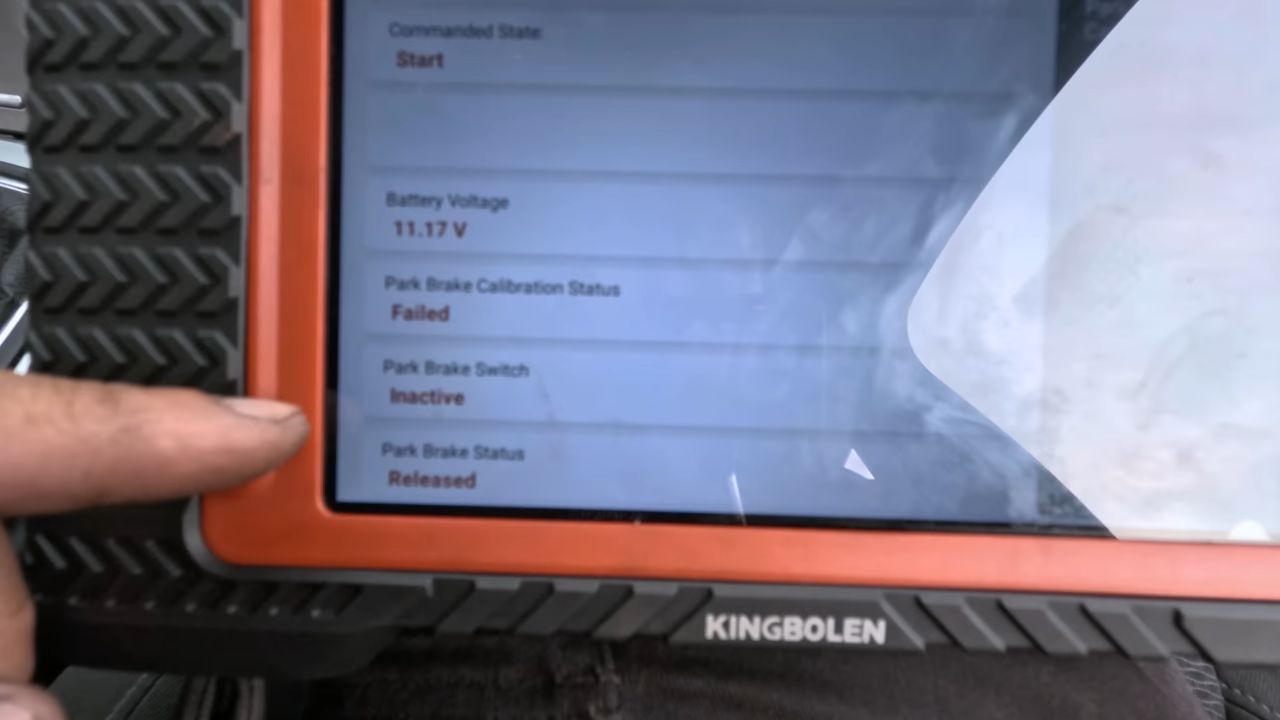 Commanded State:
Start
Battery Voltage
11.17 V
Park Brake Calibration Status
Failed
Park Brake Switch
Inactive
Park Brake Status
Released
KINGBOLEN